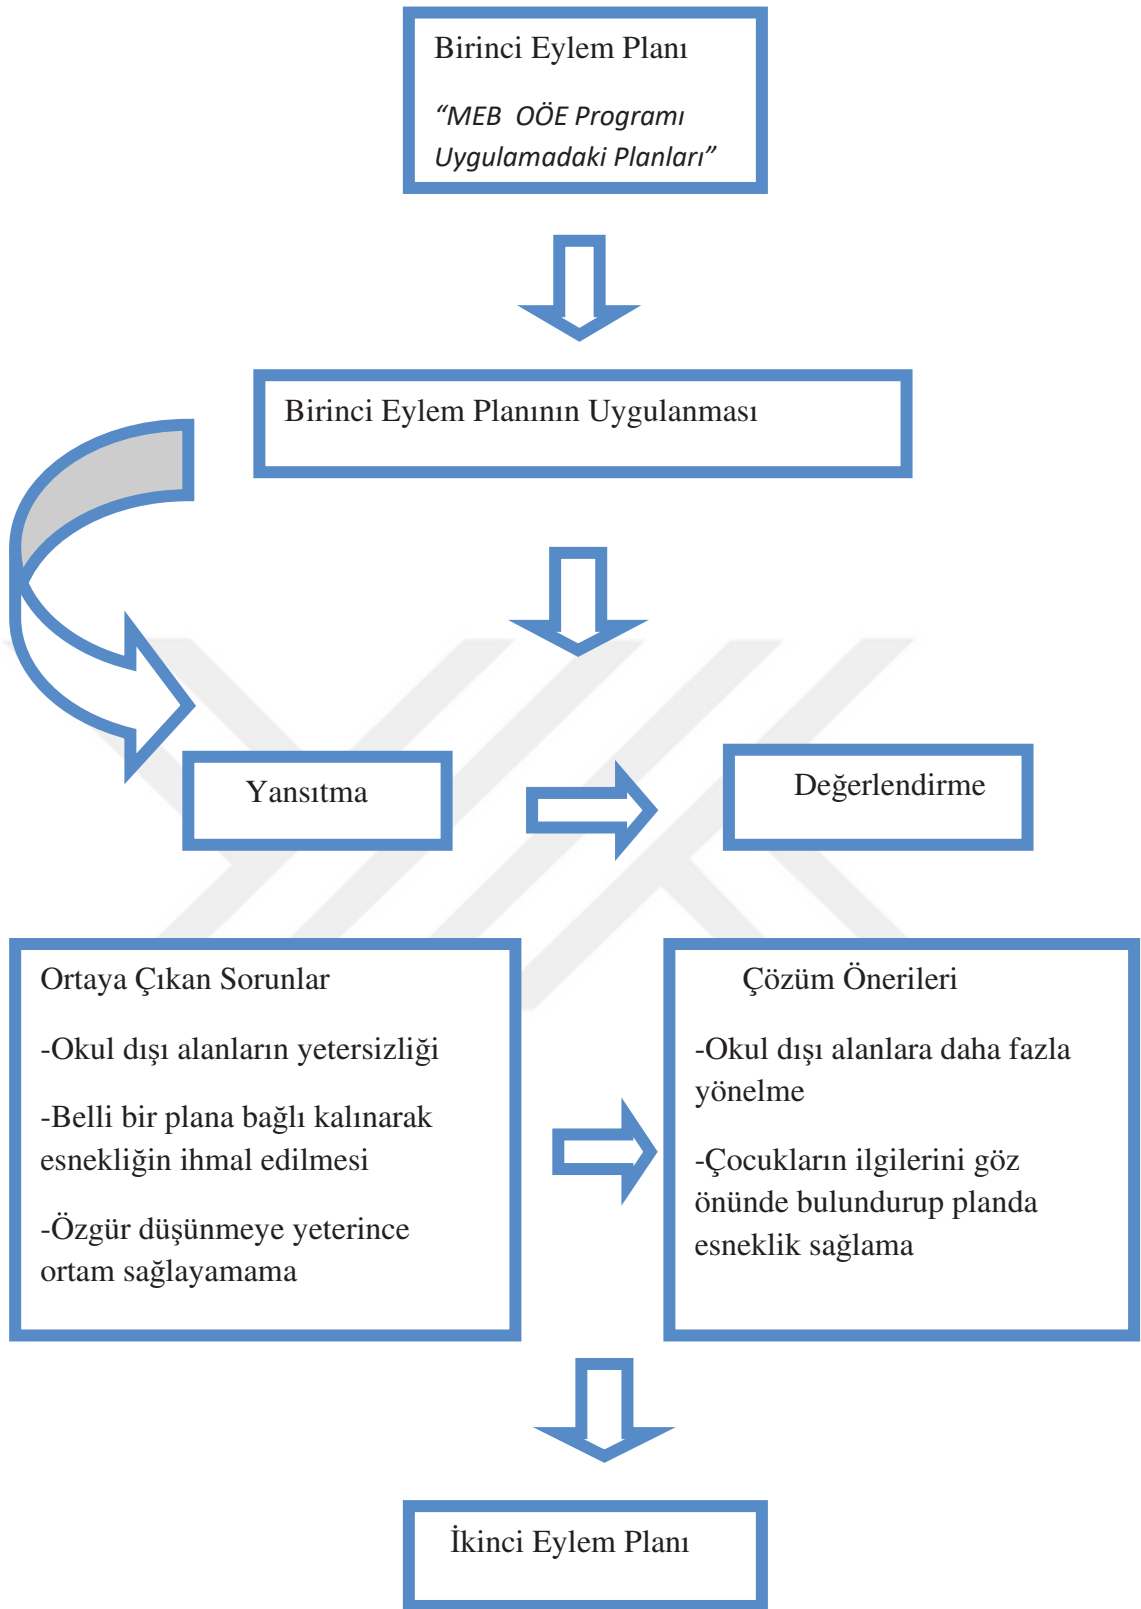 Birinci Eylem Planı
“MEB OÖE Programı
Uygulamadaki Planları”
Birinci Eylem Planının Uygulanması
Yansıtma
Değerlendirme
Ortaya Çıkan Sorunlar
-Okul dışı alanların yetersizliği
-Belli bir plana bağlı kalınarak
esnekliğin ihmal edilmesi
-Özgür düşünmeye yeterince
ortam sağlayamama
Çözüm Önerileri
-Okul dışı alanlara daha fazla
yönelme
-Çocukların ilgilerini göz
önünde bulundurup planda
esneklik sağlama
İkinci Eylem Planı